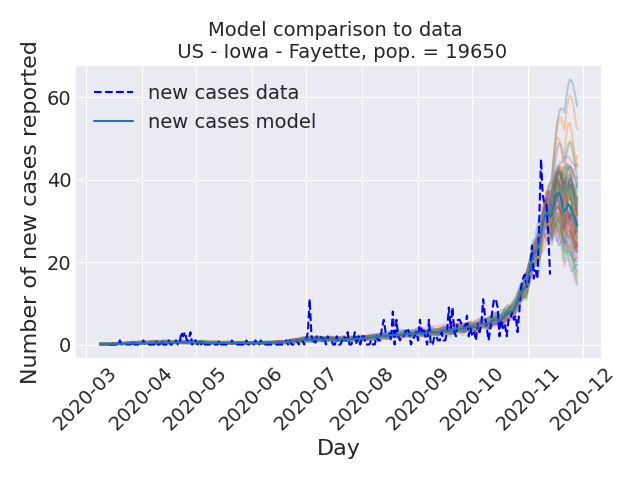 Model comparison to data
US - Iowa - Fayette, pop. = 19650
Number of new cases reported
60
40
20
0
new cases data
new cases model
2020-03
2020-04
2020-05
2020-06
2020-07
2020-08
2020-09
2020-10
2020-11
2020-12
Day